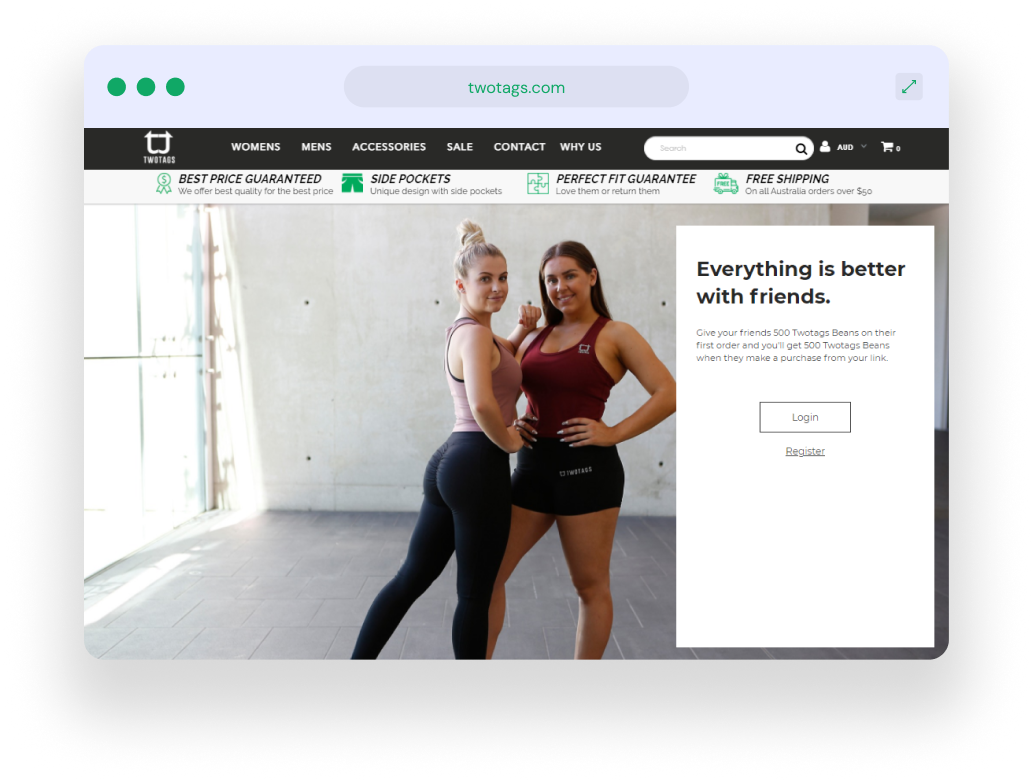 twotags.com
TWOTAGS
WOMENS MENS ACCESSORIES SALE CONTACT WHY US
Search
AUD
0
BEST PRICE GUARANTEED
We offer best quality for the best price
SIDE POCKETS
Unique design with side pockets
PERFECT FIT GUARANTEE
Love them or return them
FREE
FREE SHIPPING
On all Australia orders over $50
Everything is better
with friends.
Give your friends 500 Twotags Beans on their
first order and you'll get 500 Twotags Beans
when they make a purchase from your link.
Login
Register
TWOTAGS